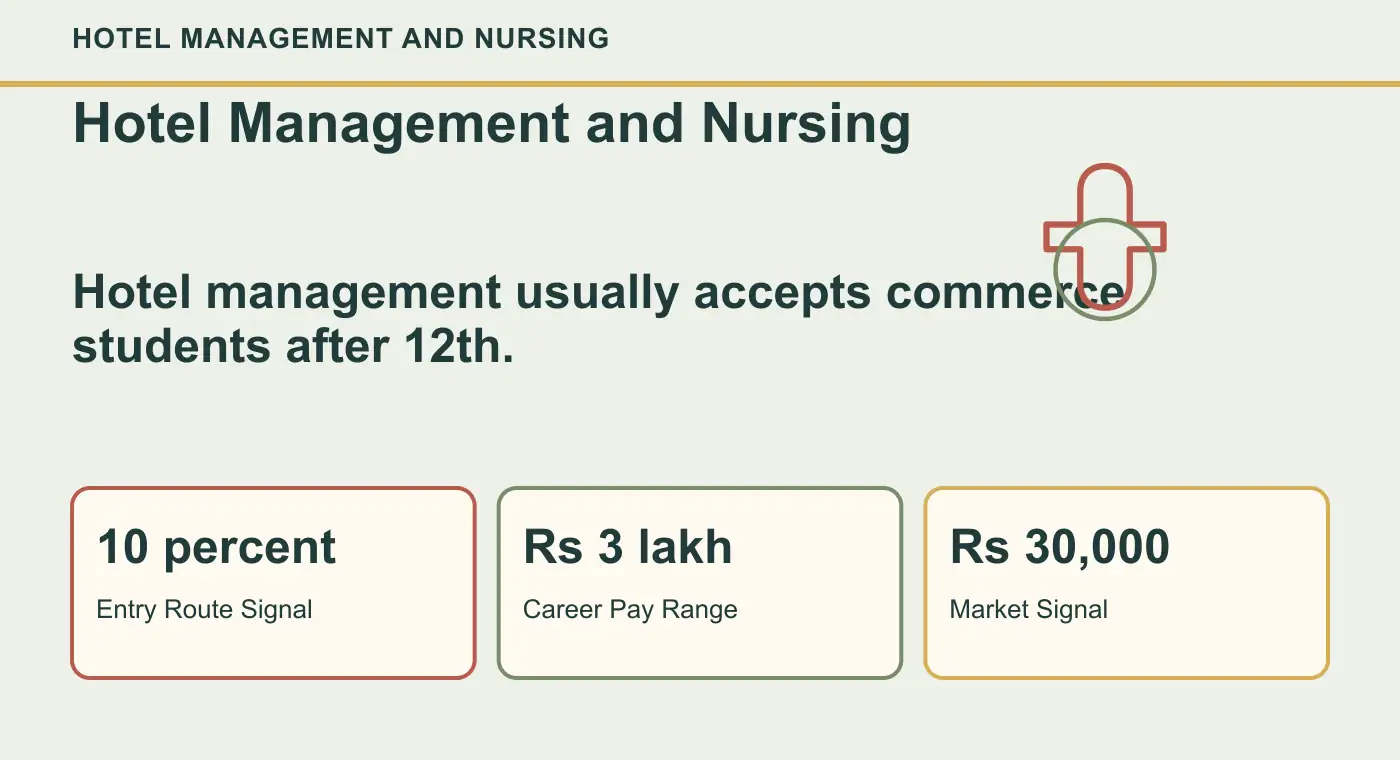 HOTEL MANAGEMENT AND NURSING
Hotel Management and Nursing
Hotel management usually accepts commerce
students after 12th.
10 percent
Entry Route Signal
Rs 3 lakh
Career Pay Range
Rs 30,000
Market Signal